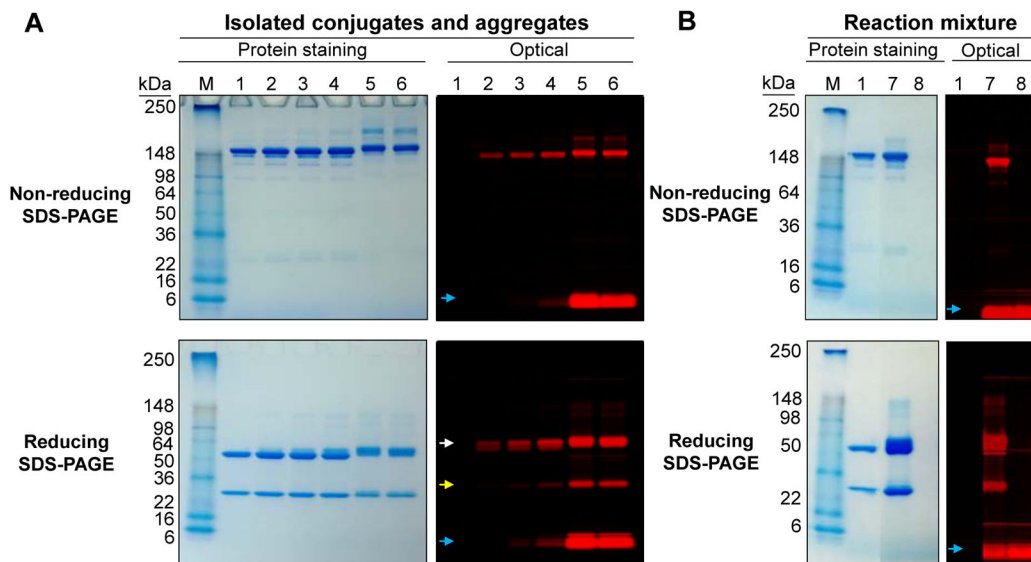 A
Isolated conjugates and aggregates
Protein staining Optical
kDa M 1 2 3 4 5 6 1 2 3 4 5 6
250
148
98
64
50
36
22
16
6
Non-reducing
SDS-PAGE
250
148
98
64
50
36
22
16
6
Reducing
SDS-PAGE
B
Reaction mixture
Protein staining Optical
kDa M 1 7 8 1 7 8
250
148
98
64
36
16
6
Non-reducing
SDS-PAGE
250
148
98
50
22
6
Reducing
SDS-PAGE